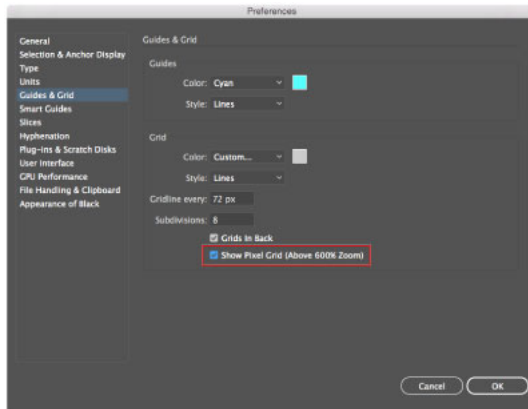 Preferences
General
Selection & Anchor Display
Type
Units
Guides & Grid
Smart Guides
Slices
Hyphenation
Plug-ins & Scratch Disks
User Interface
GPU Performance
File Handling & Clipboard
Appearance of Black
Guides & Grid
Guides
Color: Cyan
Style: Lines
Grid
Color: Custom...
Style: Lines
Gridline every: 72 px
Subdivisions: 8
Grids In Back
Show Pixel Grid (Above 600% Zoom)
Cancel
OK